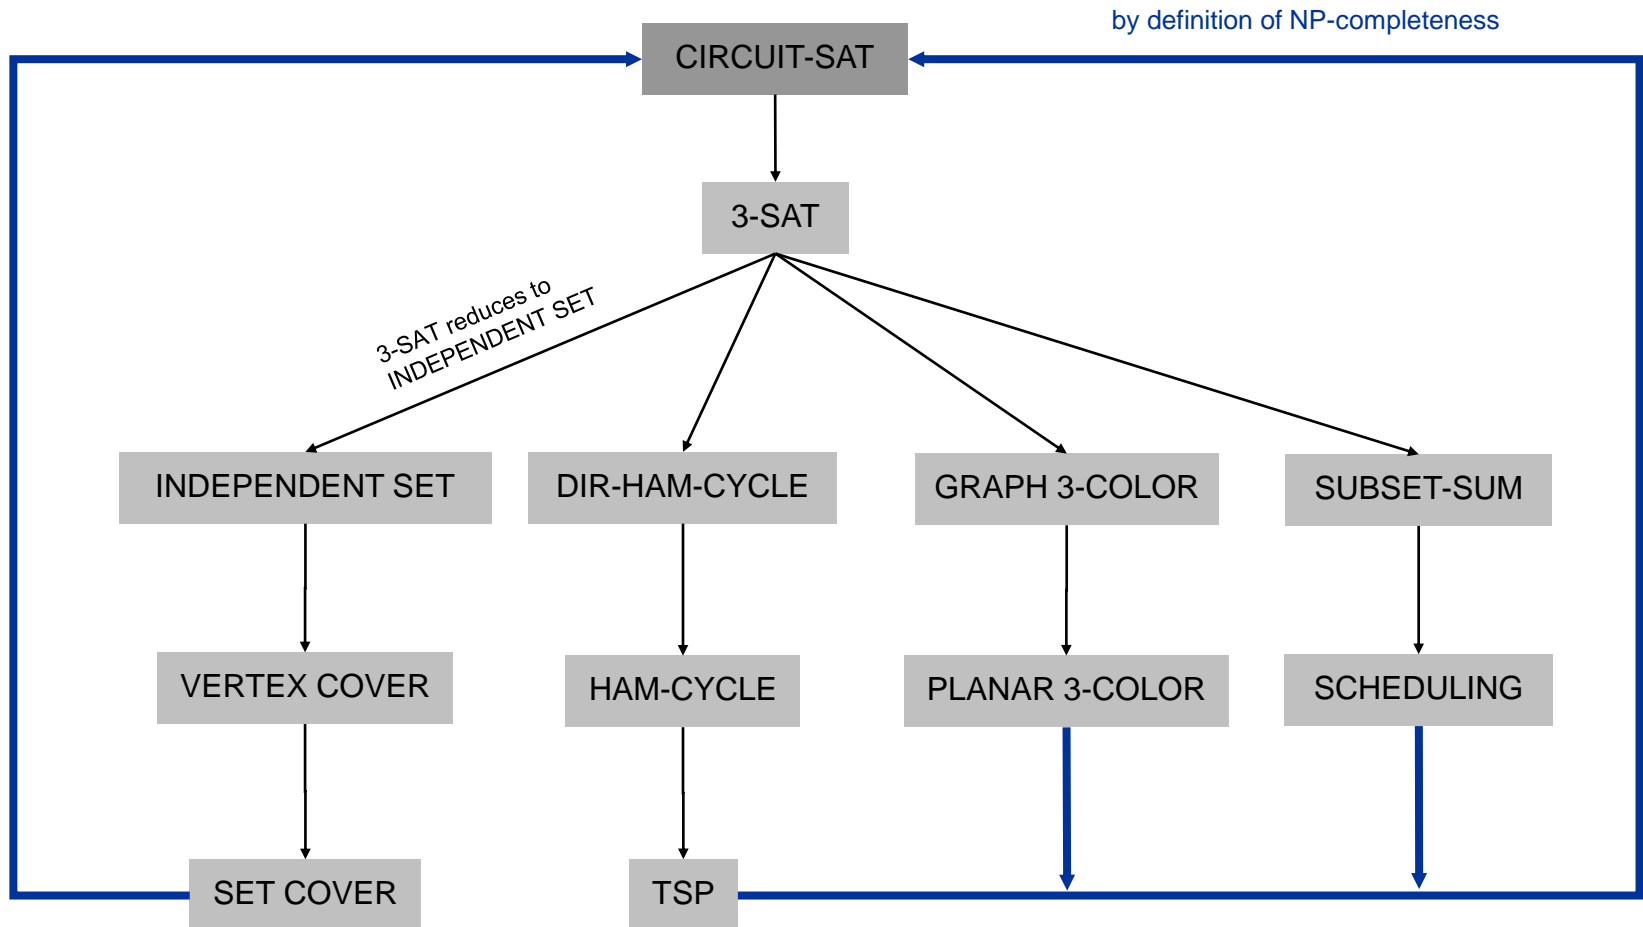 by definition of NP-completeness
CIRCUIT-SAT
3-SAT
3-SAT reduces to
INDEPENDENT SET
INDEPENDENT SET
DIR-HAM-CYCLE
GRAPH 3-COLOR
SUBSET-SUM
VERTEX COVER
HAM-CYCLE
PLANAR 3-COLOR
SCHEDULING
SET COVER
TSP